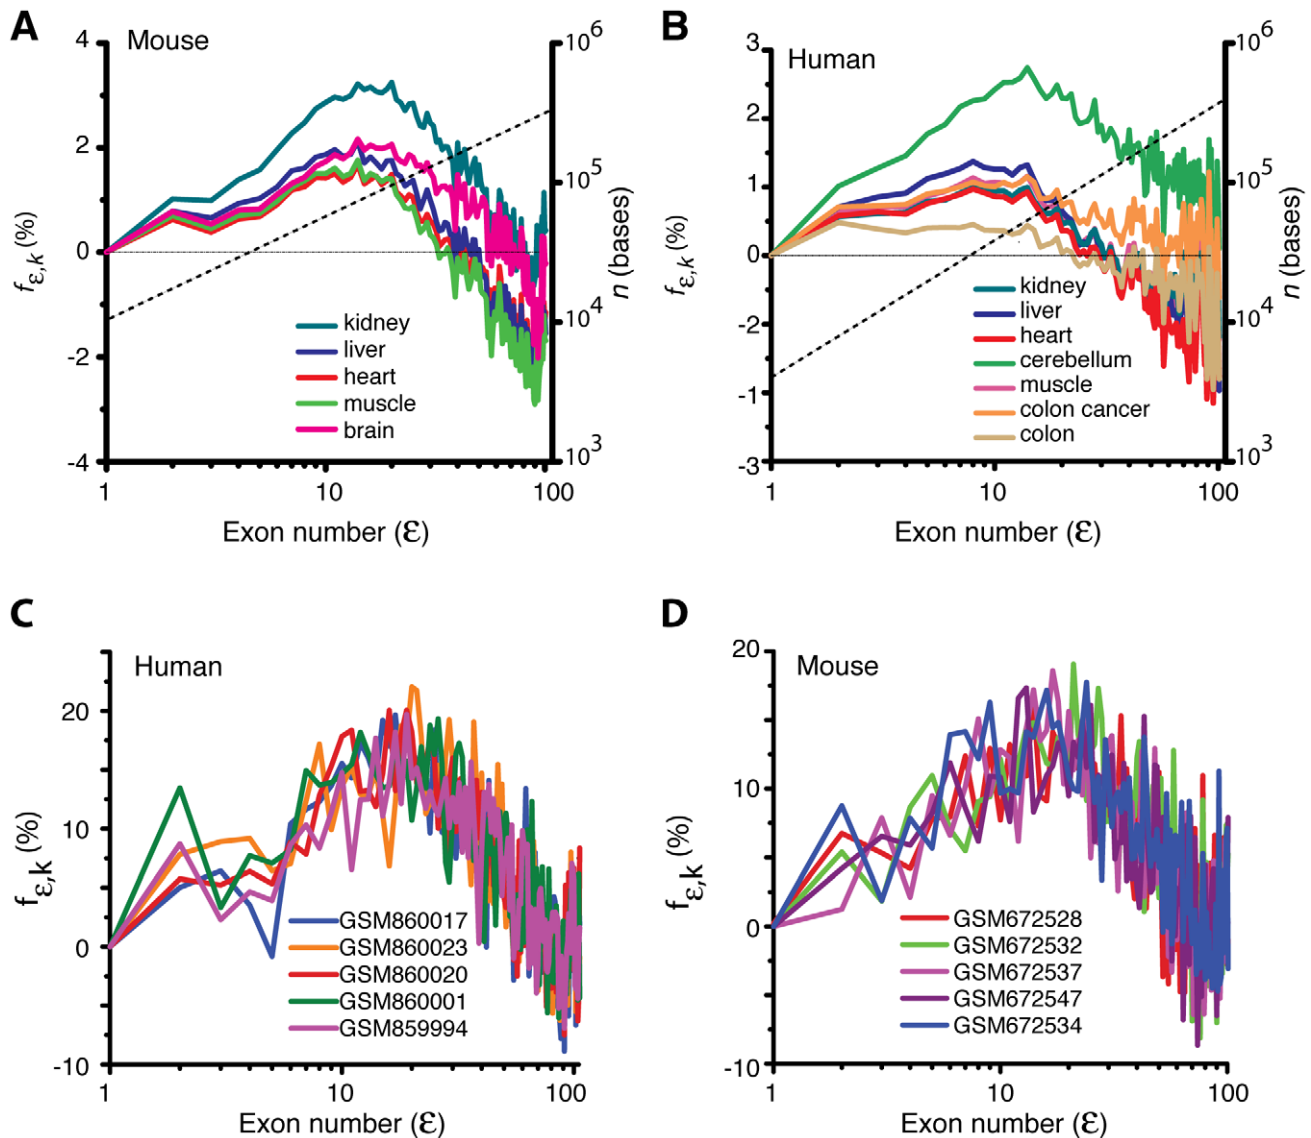 A
Mouse
4
2
0
-2
-4
10^6
10^5
10^4
10^3
f ε,k (%)
n (bases)
kidney
liver
heart
muscle
brain
1
10
100
Exon number (ε)
B
Human
3
2
1
0
-2
-1
-3
10^6
10^5
10^4
10^3
f ε,k (%)
n (bases)
kidney
liver
heart
cerebellum
muscle
colon cancer
colon
1
10
100
Exon number (ε)
C
Human
20
10
0
-10
f ε,k (%)
GSM860017
GSM860023
GSM860020
GSM860001
GSM859994
1
10
100
Exon number (ε)
D
Mouse
20
10
0
-10
f ε,k (%)
GSM672528
GSM672532
GSM672537
GSM672547
GSM672534
1
10
100
Exon number (ε)